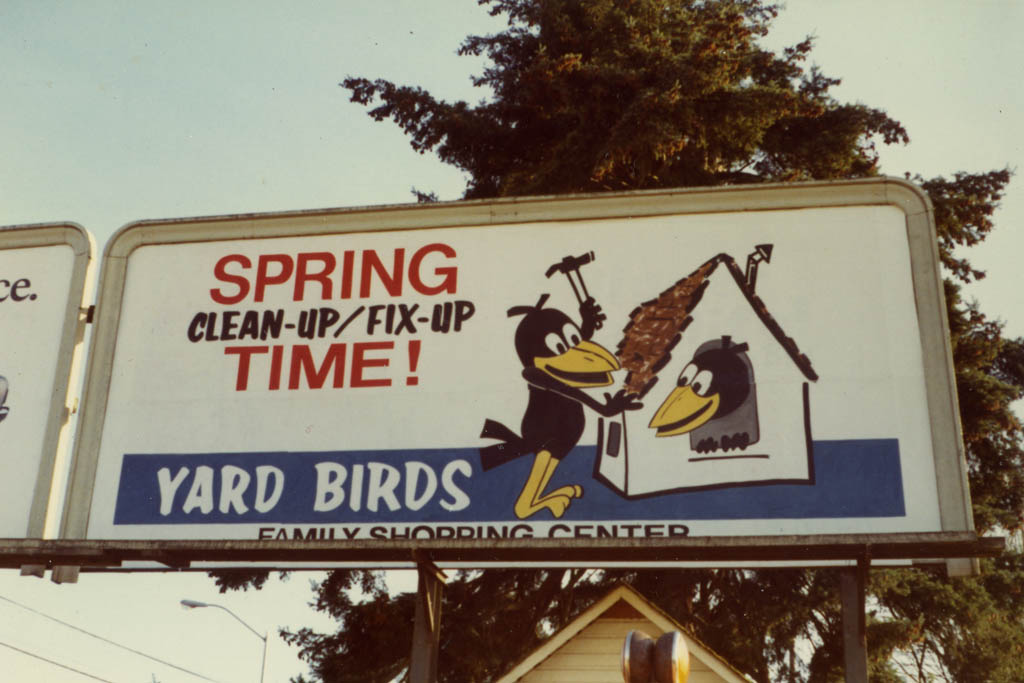 ce.
SPRING
CLEAN-UP/FIX-UP
TIME!
YARD BIRDS
FAMILY SHOPPING CENTER